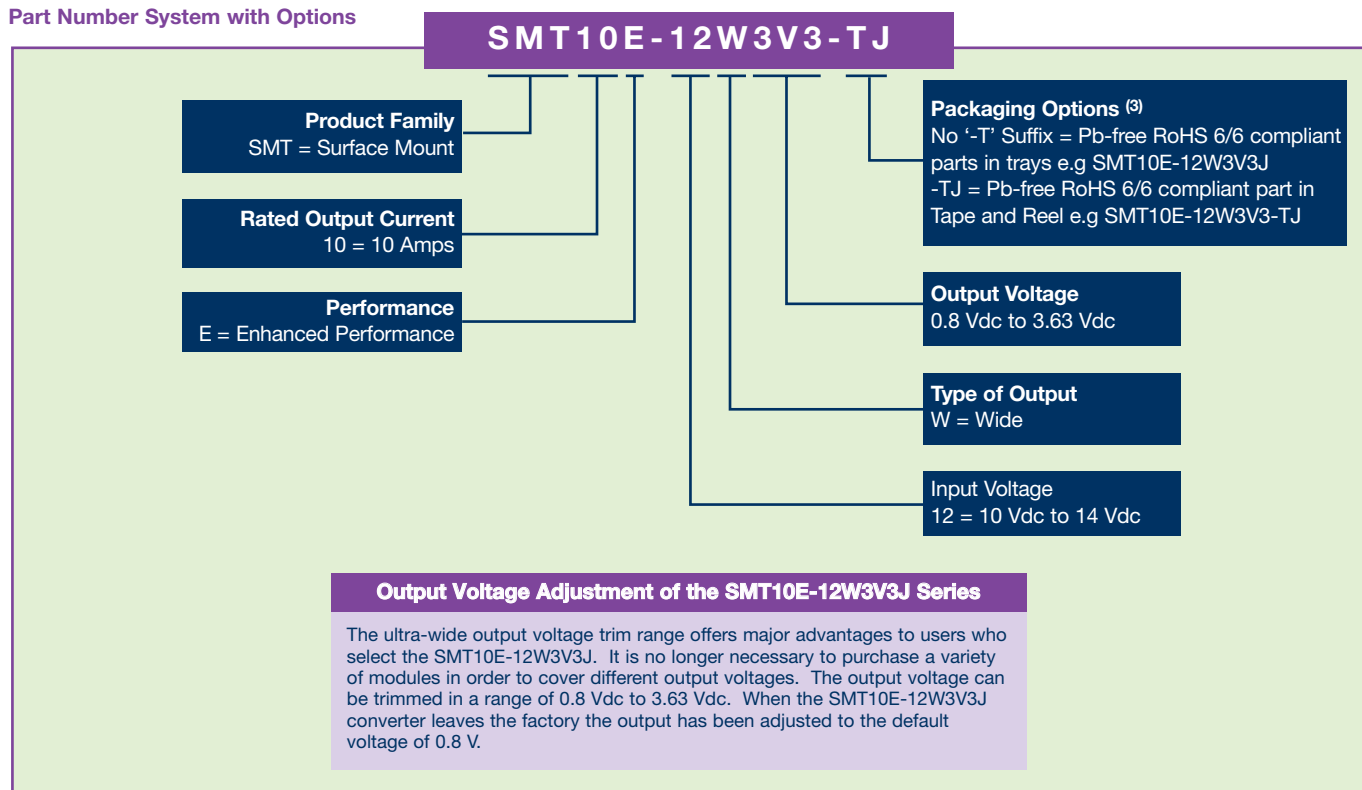 Part Number System with Options
SMT10E-12W3V3-TJ
Product Family
SMT = Surface Mount
Rated Output Current
10 = 10 Amps
Performance
E = Enhanced Performance
Packaging Options (3)
No ‘-T’ Suffix = Pb-free RoHS 6/6 compliant
parts in trays e.g SMT10E-12W3V3J
-TJ = Pb-free RoHS 6/6 compliant part in
Tape and Reel e.g SMT10E-12W3V3-TJ
Output Voltage
0.8 Vdc to 3.63 Vdc
Type of Output
W = Wide
Input Voltage
12 = 10 Vdc to 14 Vdc
Output Voltage Adjustment of the SMT10E-12W3V3J Series
The ultra-wide output voltage trim range offers major advantages to users who
select the SMT10E-12W3V3J. It is no longer necessary to purchase a variety
of modules in order to cover different output voltages. The output voltage can
be trimmed in a range of 0.8 Vdc to 3.63 Vdc. When the SMT10E-12W3V3J
converter leaves the factory the output has been adjusted to the default
voltage of 0.8 V.